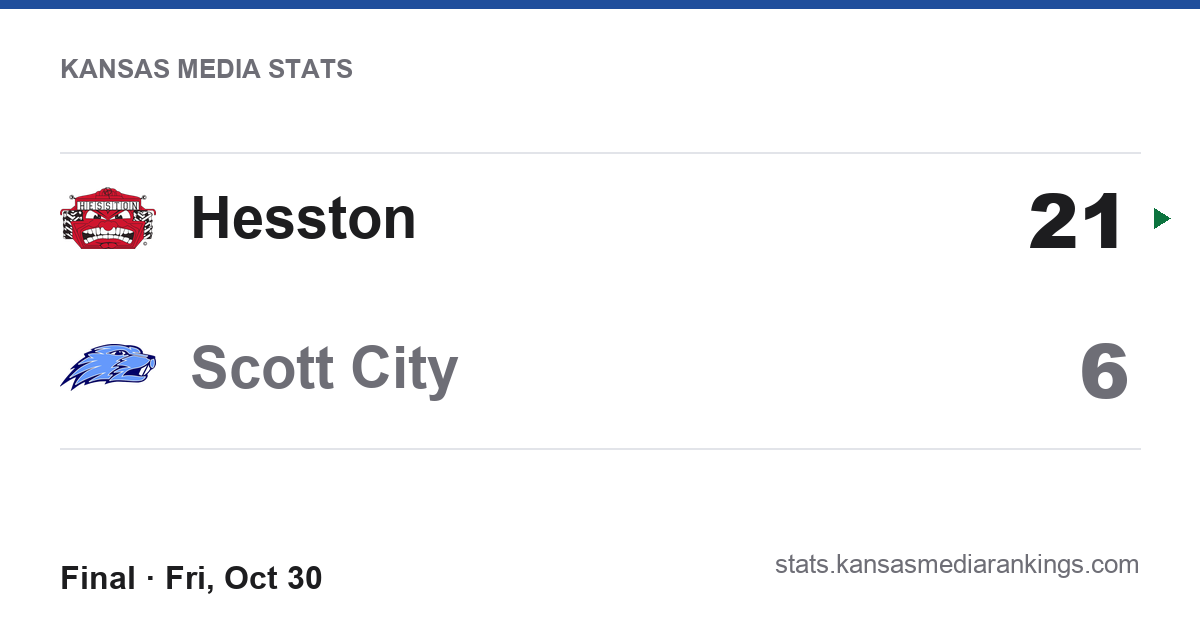 KANSAS MEDIA STATS
HESSTON
Hesston 21
Scott City 6
Final · Fri, Oct 30
stats.kansasmediarankings.com